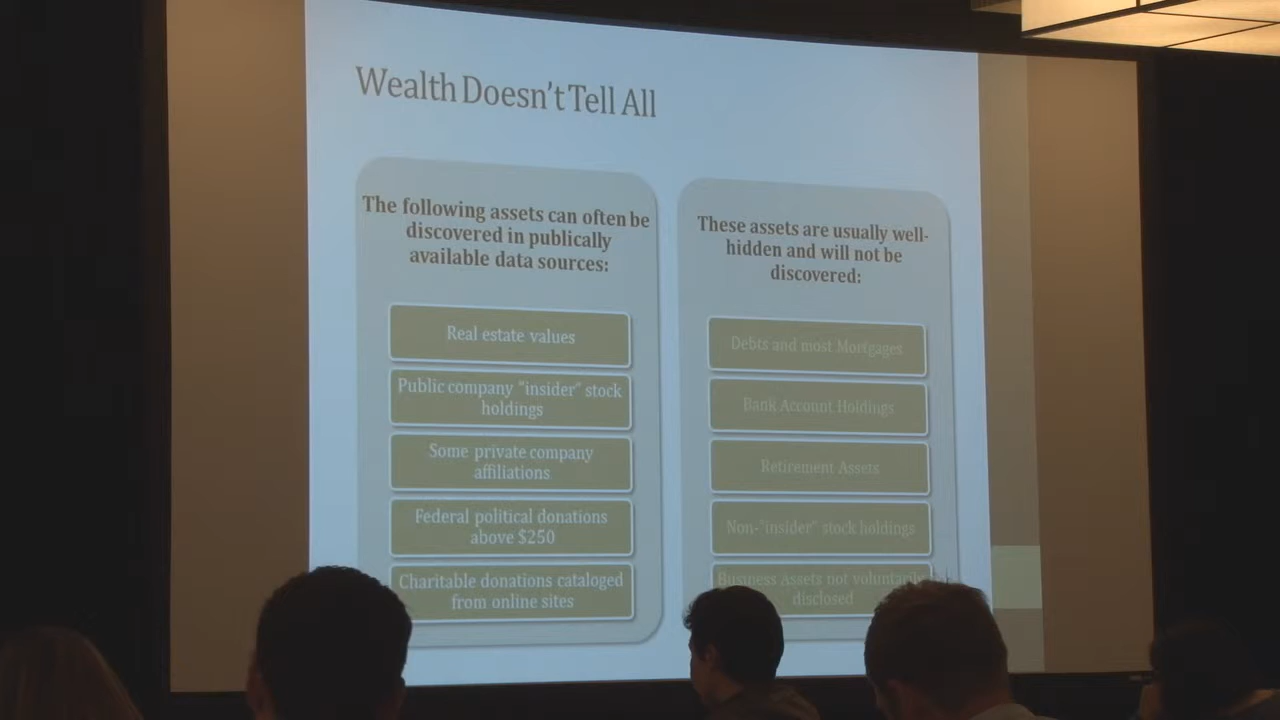 Wealth Doesn't Tell All
The following assets can often be
discovered in publically
available data sources:
Real estate values
Public company "insider" stock
holdings
Some private company
affiliations
Federal political donations
above $250
Charitable donations cataloged
from online sites
These assets are usually well-
hidden and will not be
discovered:
Debts and most Mortgages
Bank Account Holdings
Retirement Assets
Non-"insider" stock holdings
Business Assets not
disclosed